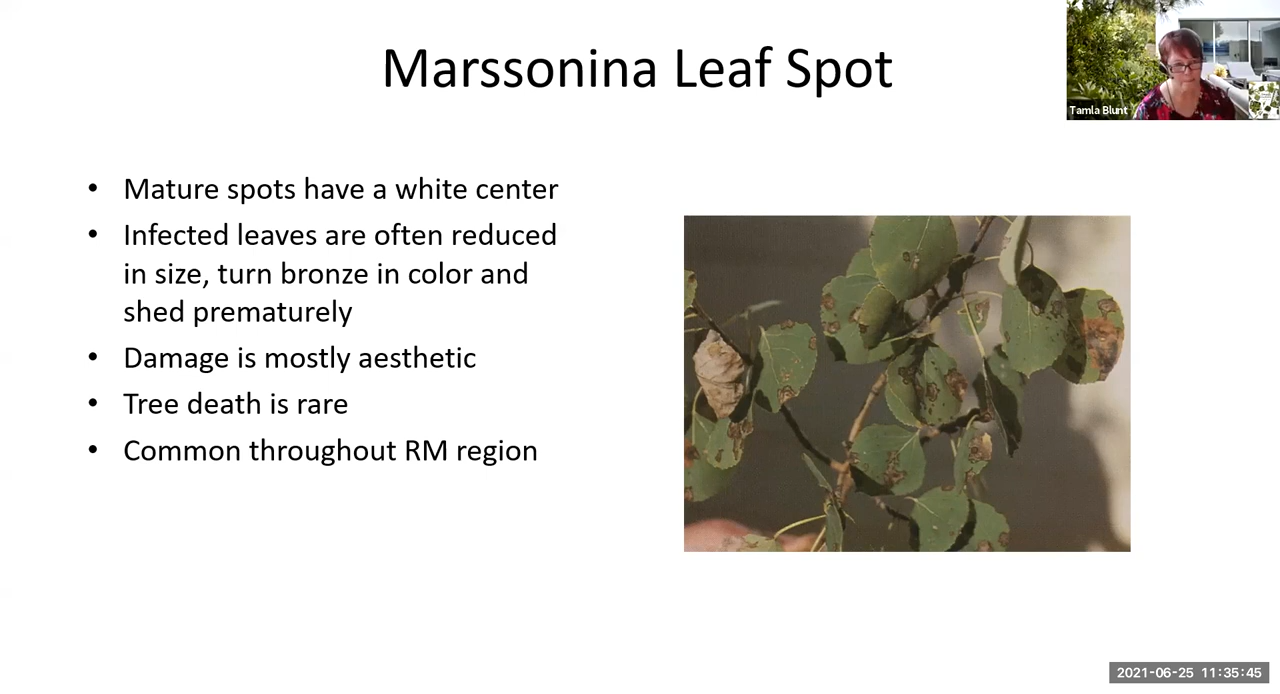 Marssonina Leaf Spot
Tamla Blunt
• Mature spots have a white center
• Infected leaves are often reduced
in size, turn bronze in color and
shed prematurely
• Damage is mostly aesthetic
• Tree death is rare
• Common throughout RM region
2021-06-25 11:35:45